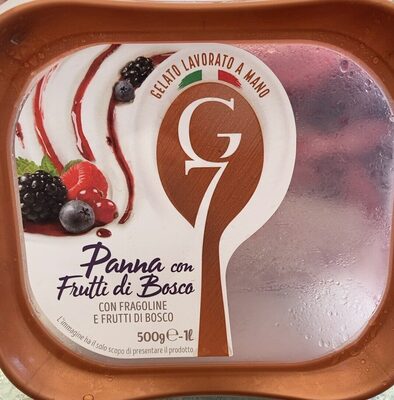 GELATO LAVORATO A MANO
G7
Panna con
Frutti di Bosco
CON FRAGOLINE
E FRUTTI DI BOSCO
500g℮-1ℓ
L'immagine ha il solo scopo di presentare il prodotto